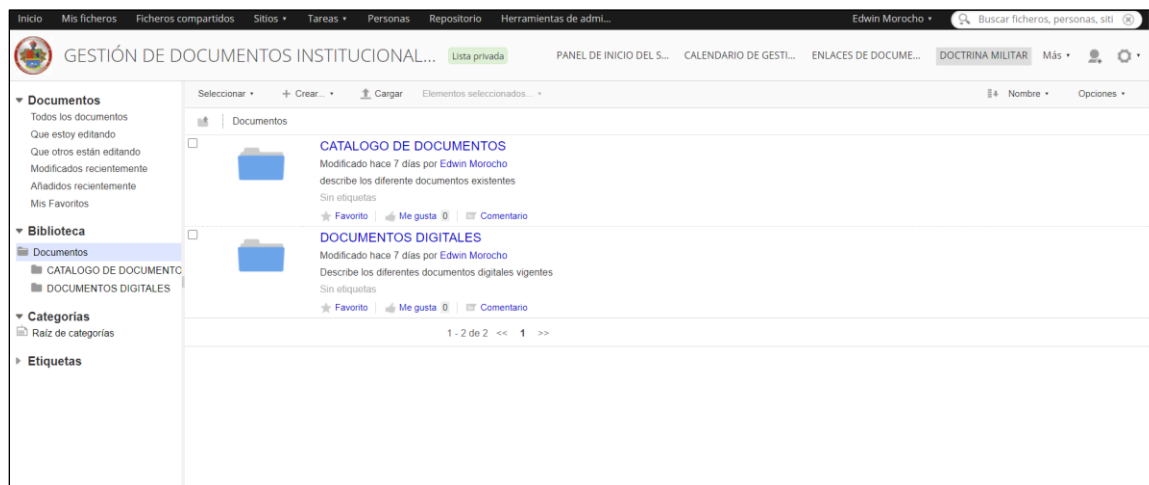 Inicio Mis ficheros Ficheros compartidos Sitios Tareas Personas Repositorio Herramientas de admi... Edwin Morocho Buscar ficheros, personas, siti
GESTIÓN DE DOCUMENTOS INSTITUCIONAL... Lista privada PANEL DE INICIO DEL S... CALENDARIO DE GESTI... ENLACES DE DOCUME... DOCTRINA MILITAR Más
Documentos
Todos los documentos
Que estoy editando
Que otros están editando
Modificados recientemente
Añadidos recientemente
Mis Favoritos
Biblioteca
Documentos
CATALOGO DE DOCUMENTO
DOCUMENTOS DIGITALES
Categorías
Raíz de categorías
Etiquetas
Seleccionar + Crear... Cargar Elementos seleccionados... Nombre Opciones
Documentos
CATALOGO DE DOCUMENTOS
Modificado hace 7 días por Edwin Morocho
describe los diferente documentos existentes
Sin etiquetas
Favorito Me gusta 0 Comentario
DOCUMENTOS DIGITALES
Modificado hace 7 días por Edwin Morocho
Describe los diferentes documentos digitales vigentes
Sin etiquetas
Favorito Me gusta 0 Comentario
1 - 2 de 2 << 1 >>